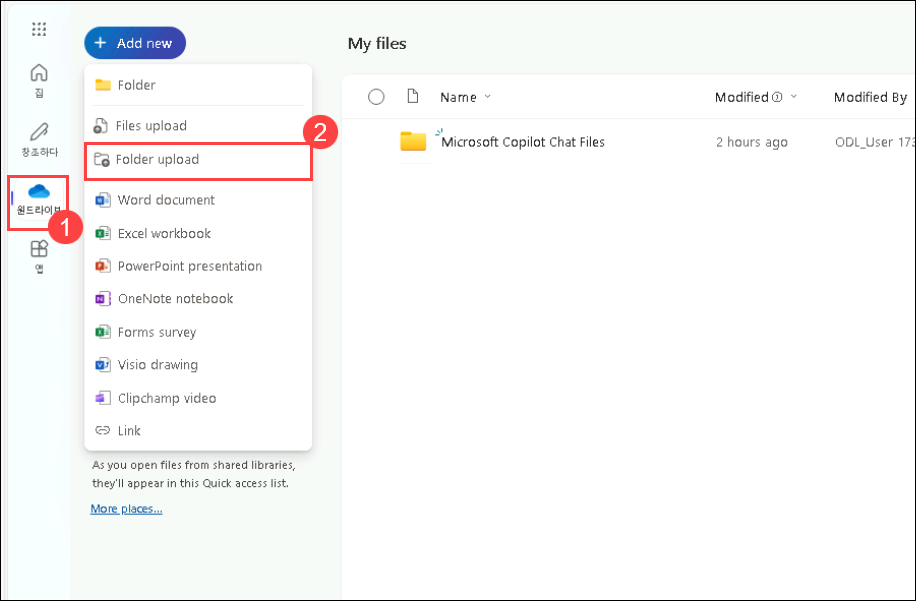 집
창조하다
원드라이브
1
앱
Add new
Folder
Files upload
2
Folder upload
Word document
Excel workbook
PowerPoint presentation
OneNote notebook
Forms survey
Visio drawing
Clipchamp video
Link
As you open files from shared libraries,
they'll appear in this Quick access list.
More places...
My files
Name Modified Modified By
Microsoft Copilot Chat Files 2 hours ago ODL_User 173